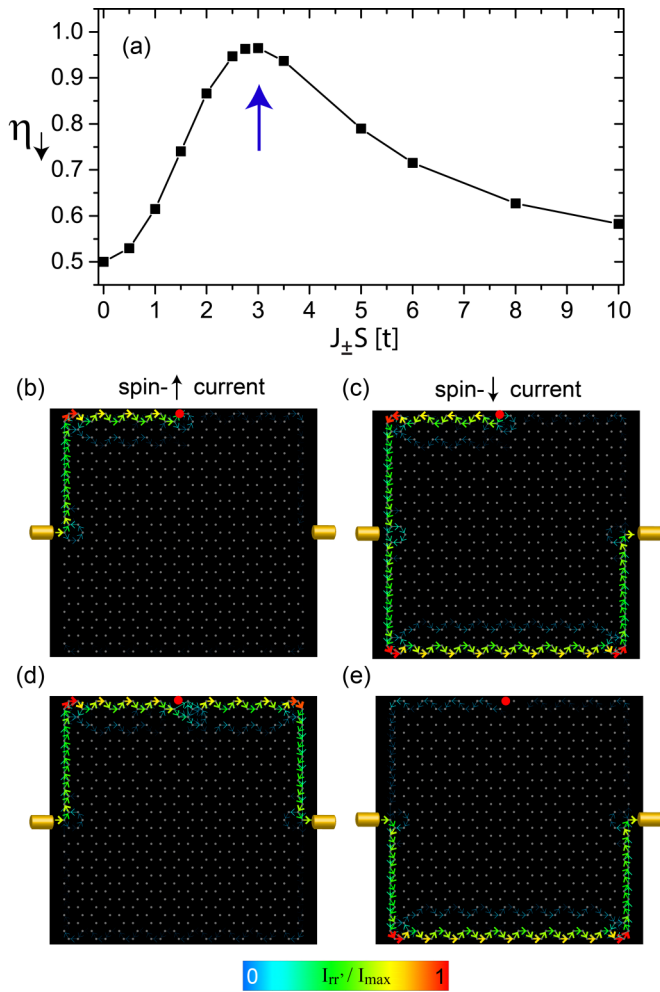 1.0
(a)
0.9
0.8
η↓
0.7
0.6
0.5
0 1 2 3 4 5 6 7 8 9 10
J±S [t]
(b) spin-↑ current
(c) spin-↓ current
(d)
(e)
0 Irr'/Imax 1